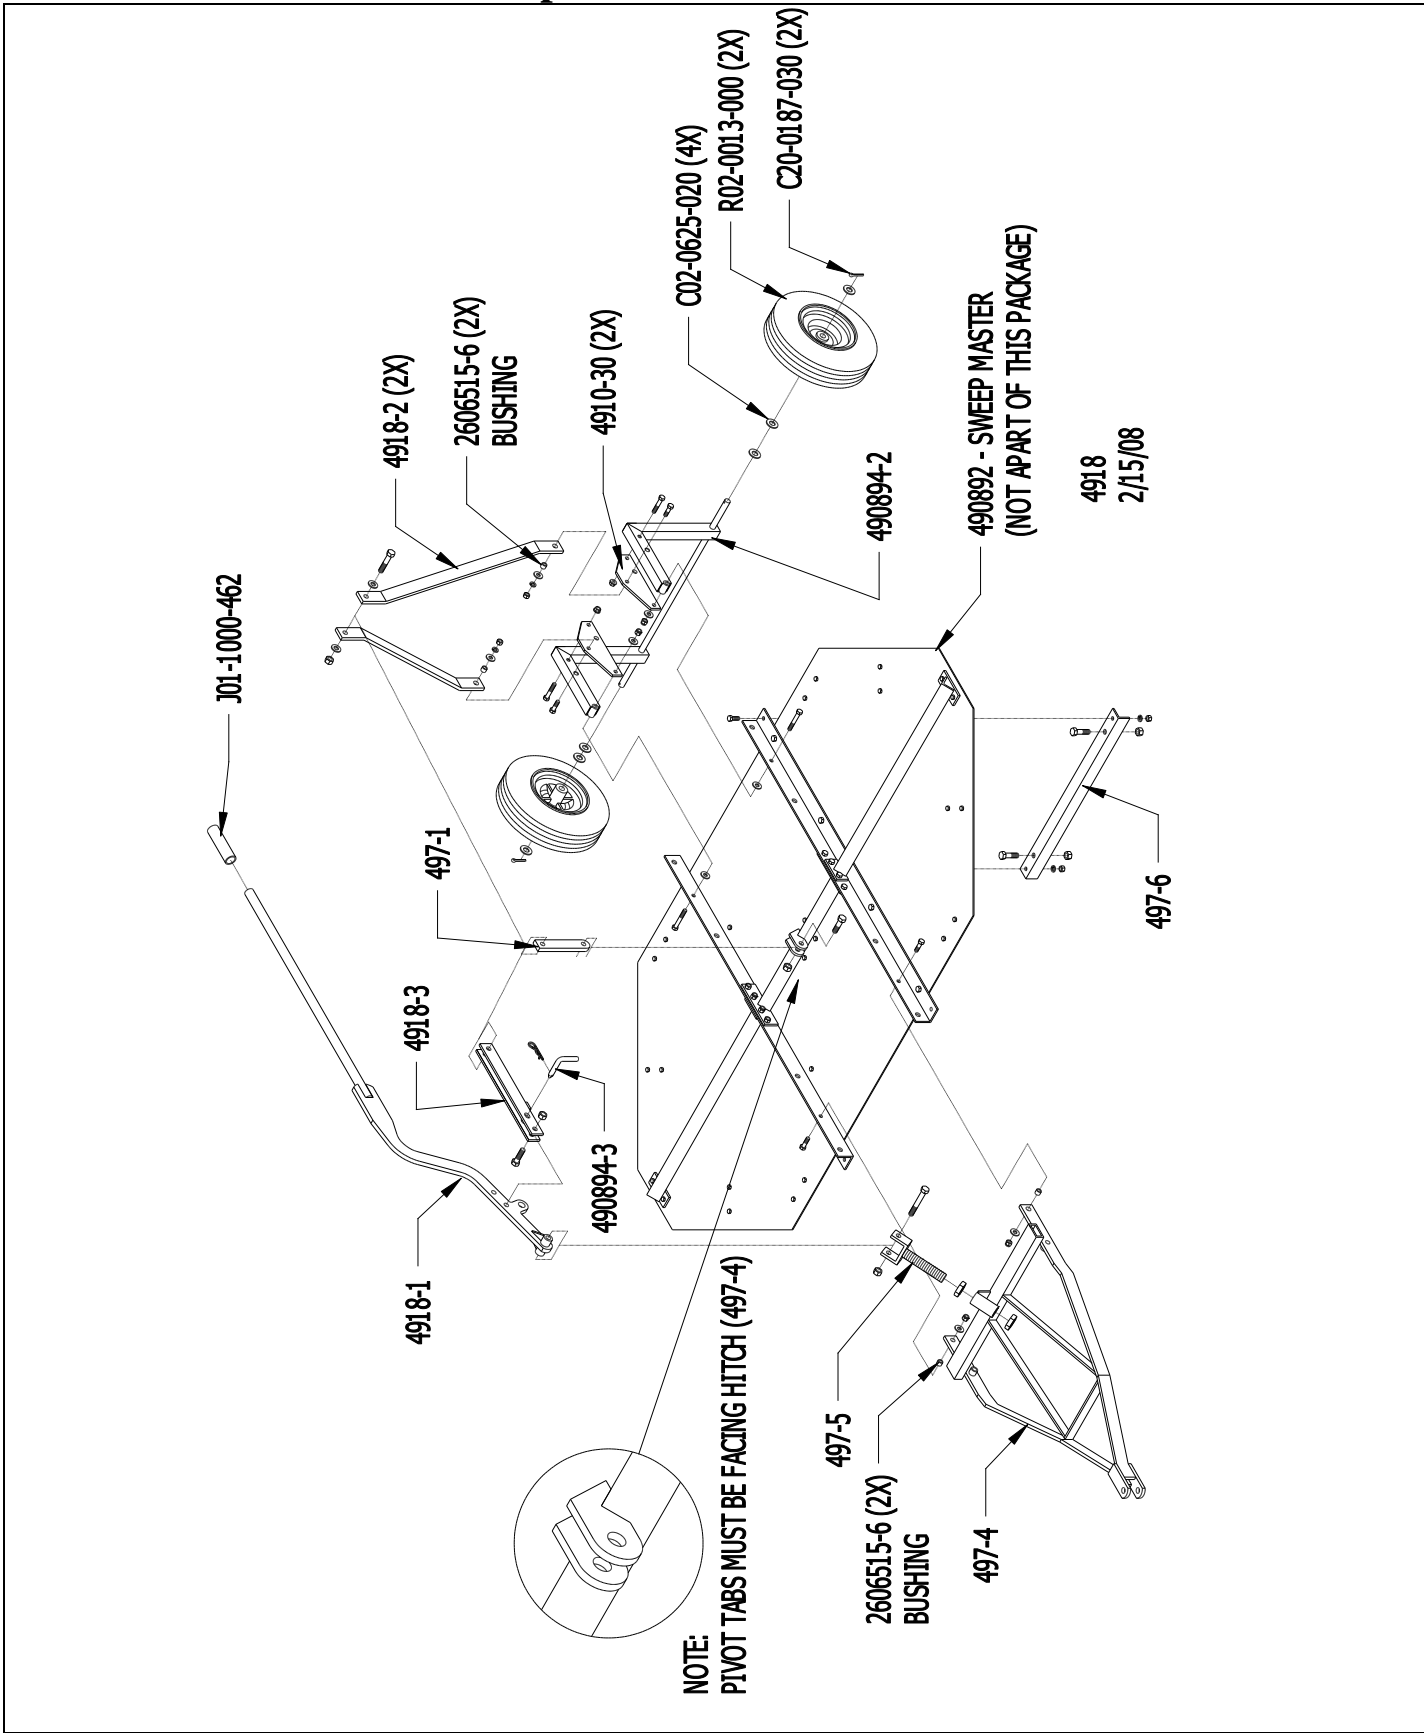 J01-1000-462
4918-2 (2X)
2606515-6 (2X)
BUSHING
4910-30 (2X)
C02-0625-020 (4X)
R02-0013-000 (2X)
C20-0187-030 (2X)
497-1
4918-3
490894-2
490894-3
4918-1
490892 - SWEEP MASTER
(NOT APART OF THIS PACKAGE)
4918
2/15/08
497-6
NOTE:
PIVOT TABS MUST BE FACING HITCH (497-4)
497-5
2606515-6 (2X)
BUSHING
497-4